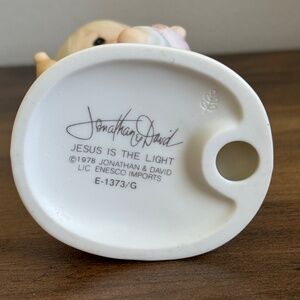 Jonathan & David
JESUS IS THE LIGHT
©1978 JONATHAN & DAVID
LIC. ENESCO IMPORTS
E-1373/G